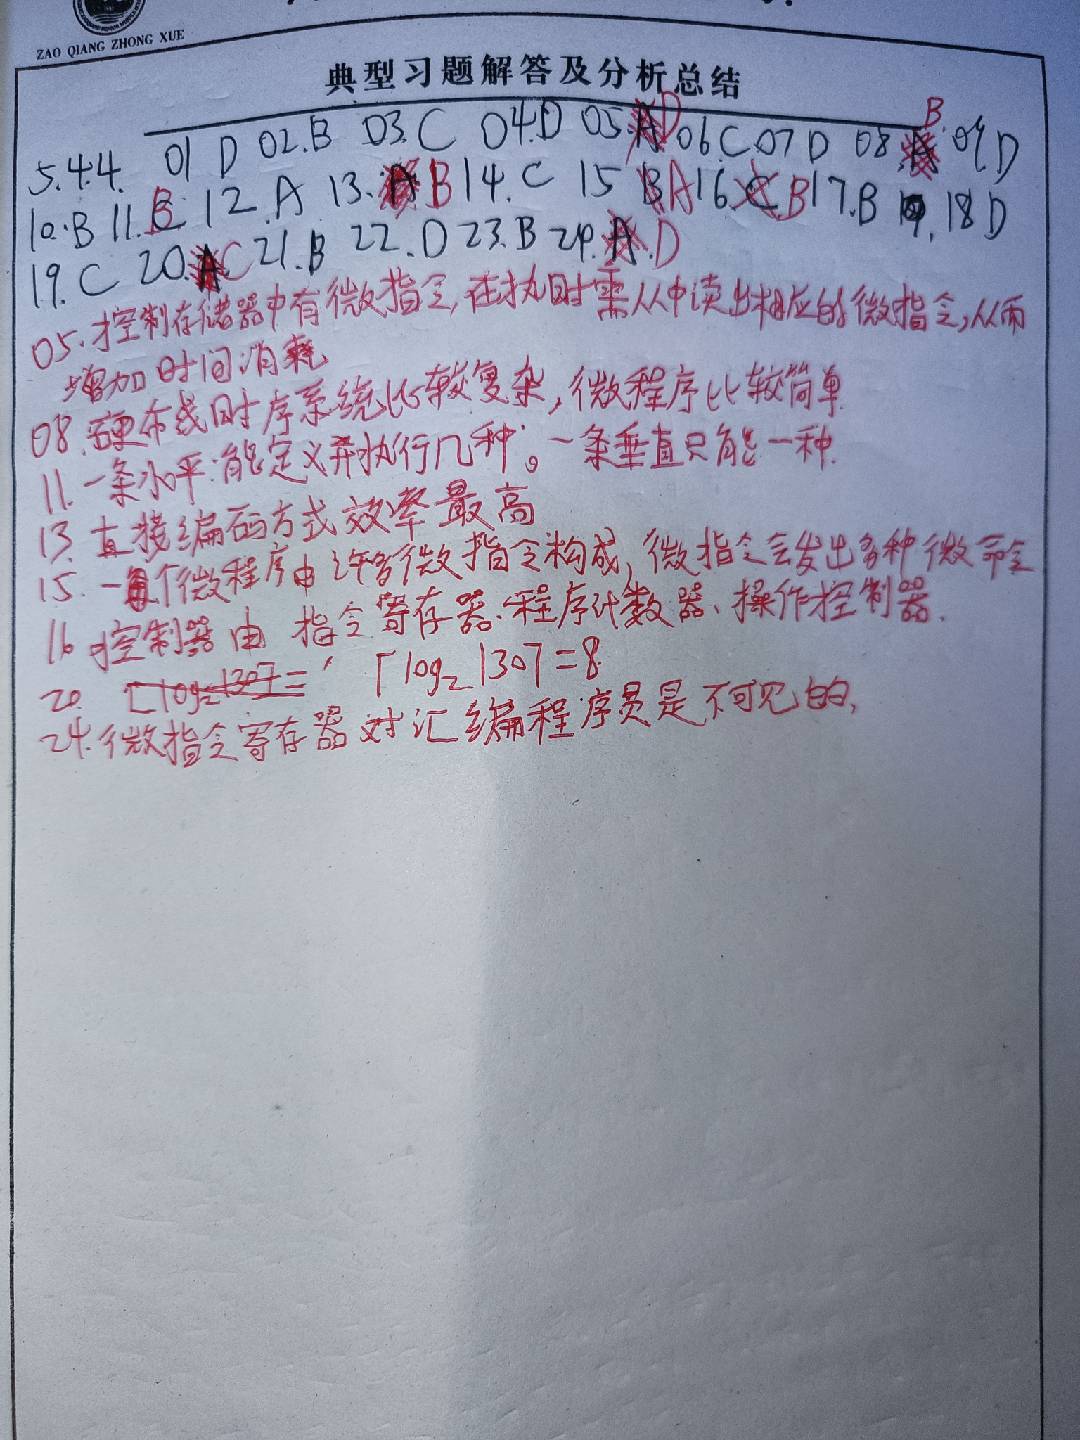 ZAO QIANG ZHONG XUE
典型习题解答及分析总结
5.4.4. 01 D 02.B 03.C 04.D 05.D 06.C 07 D 08.B 09.D
10.B 11.B 12.A 13.B 14.C 15 A 16.B 17.B 18 D
19.C 20.C 21.B 22.D 23.B 24.D
05.控制存储器中有微指令,在执时需从中读出相应的微指令,从而
增加时间消耗
08.硬布线时序系统比较复杂,微程序比较简单
11.一条水平:能定义并执行几种。一条垂直只能一种.
13.直接编码方式效率最高
15.一个微程序由许多微指令构成,微指令会发出多种微命令
16 控制器由 指令寄存器.程序计数器、操作控制器.
20. ⌈log₂130⌉=8
24.微指令寄存器对汇编程序员是不可见的,